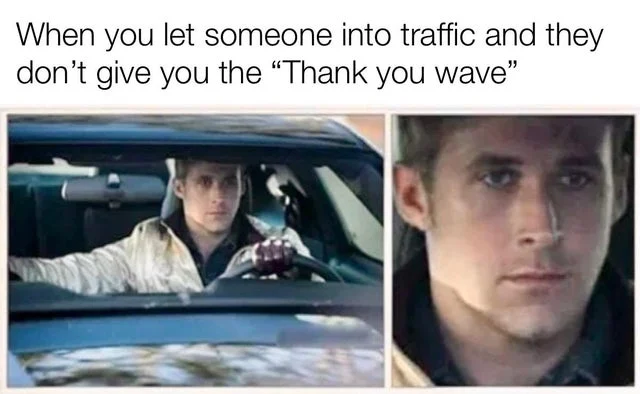 When you let someone into traffic and they
don’t give you the “Thank you wave”